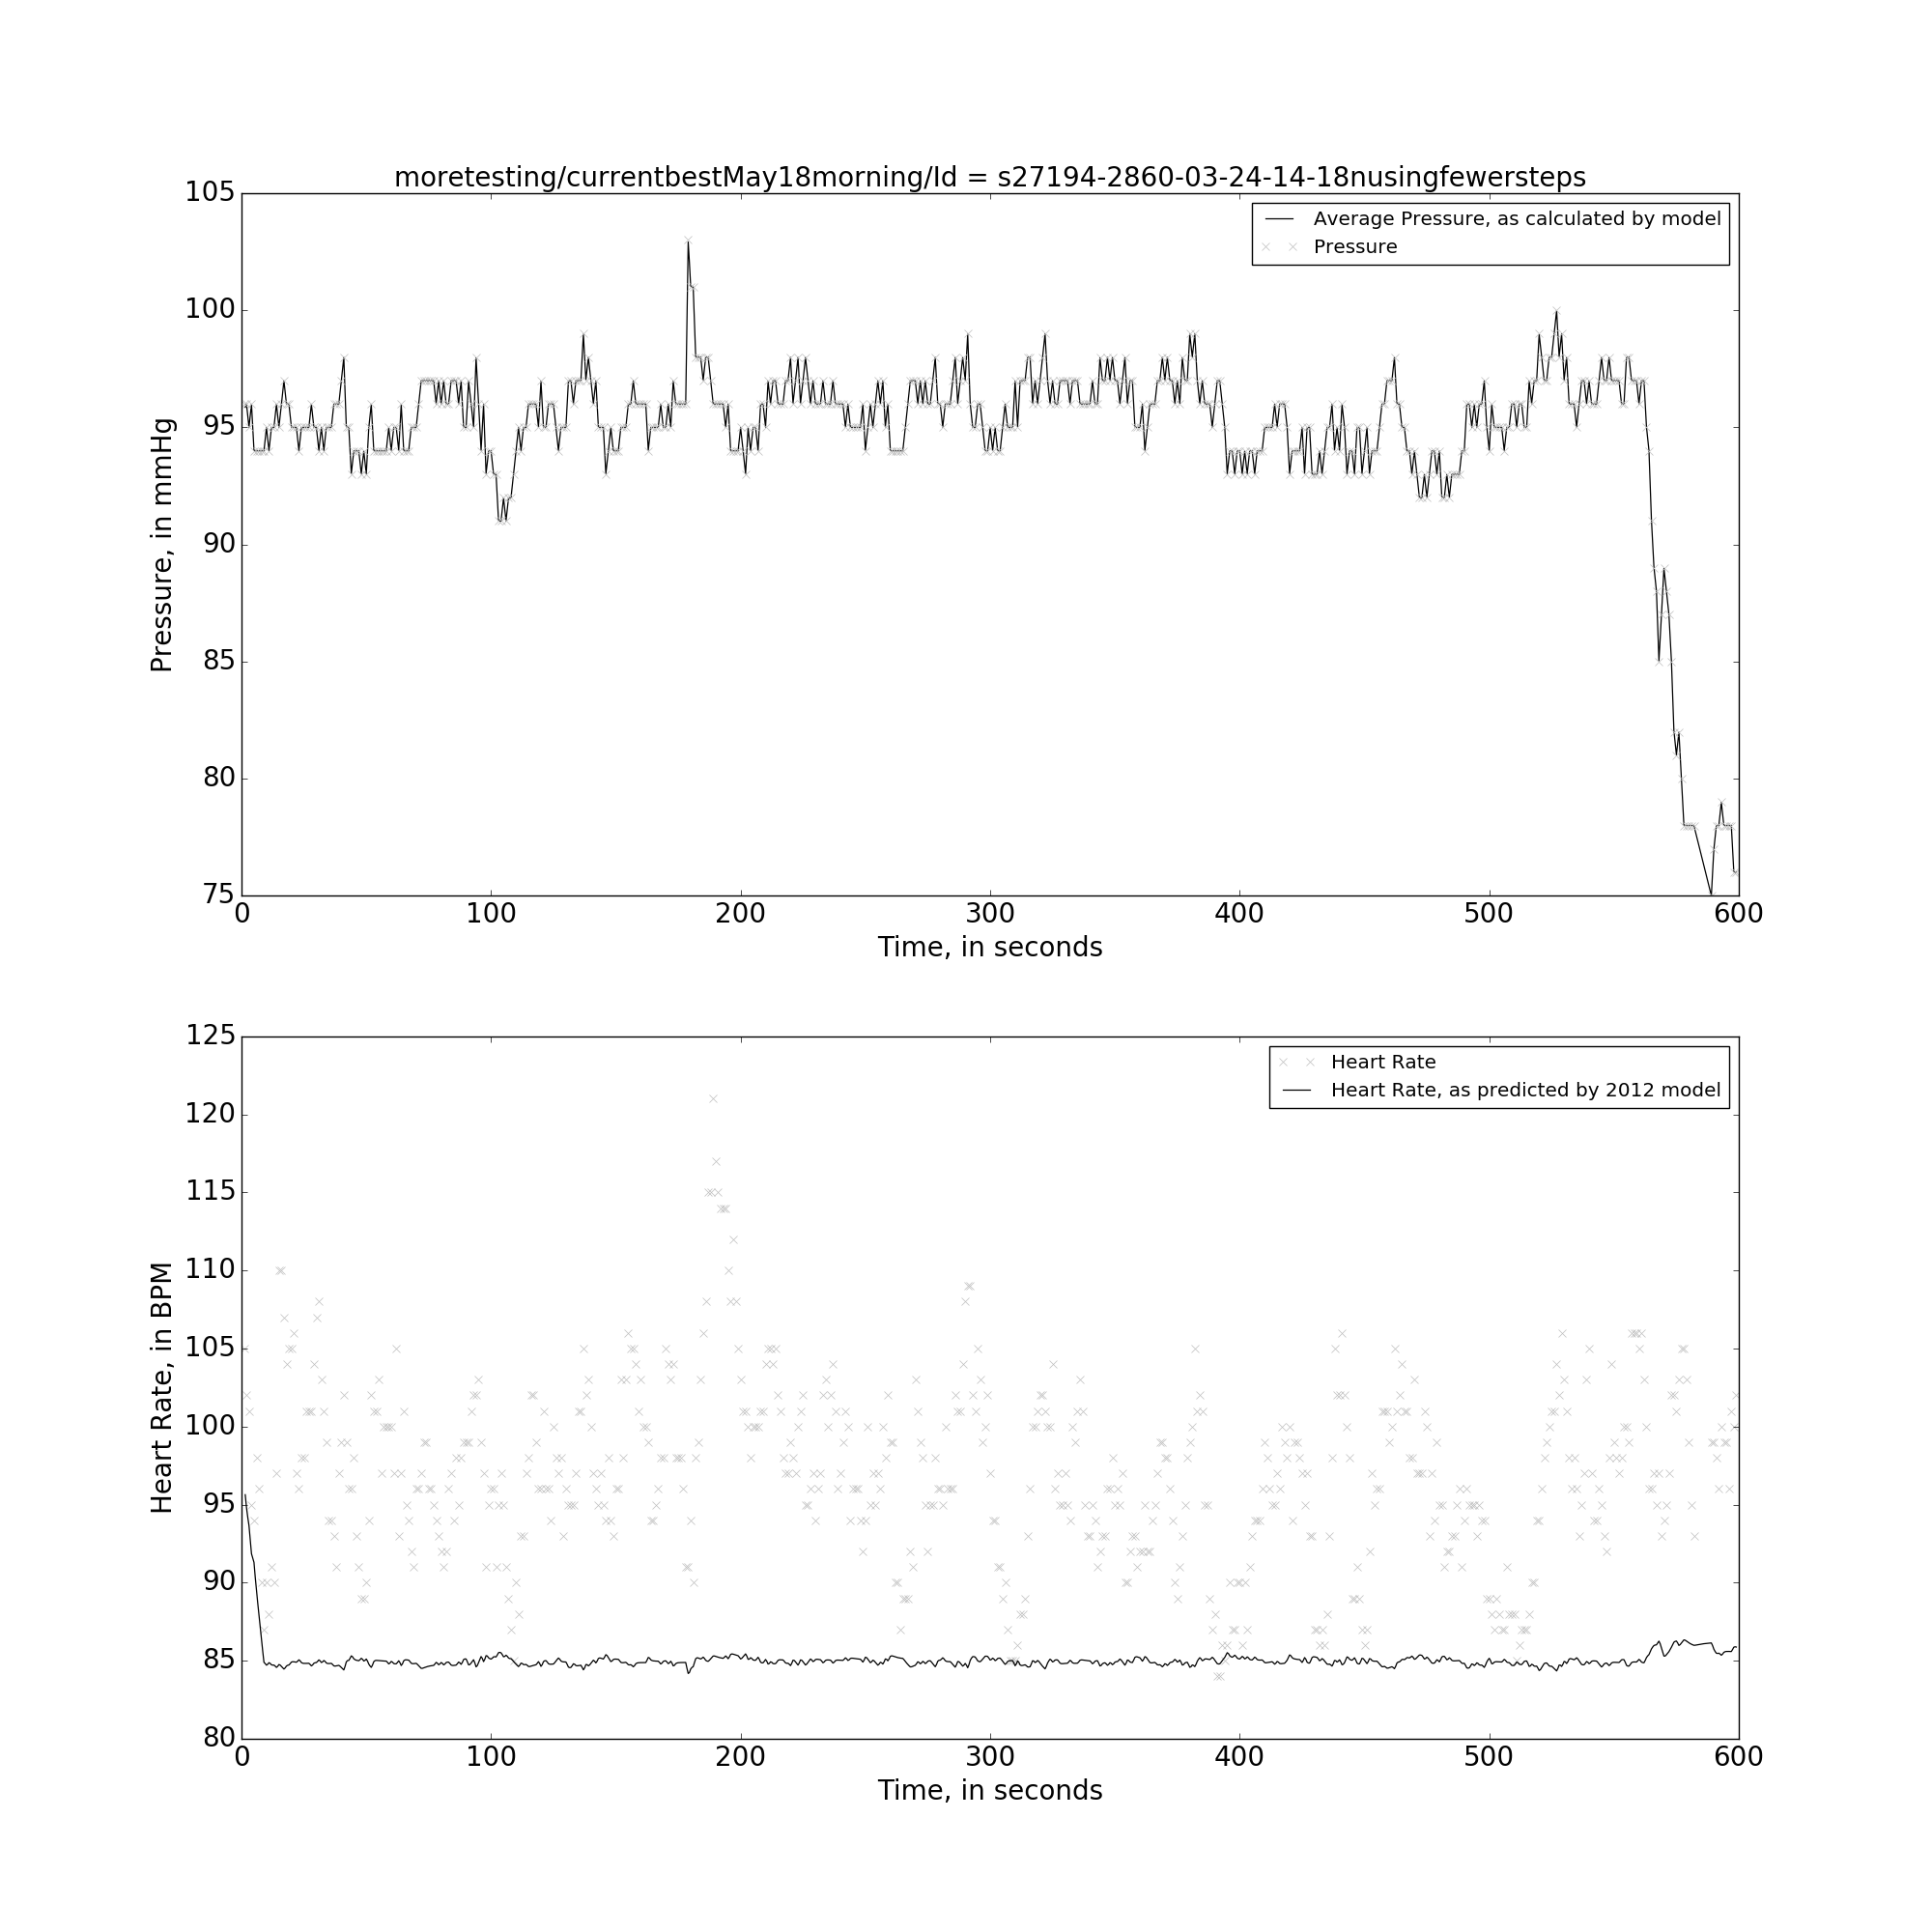 moretesting/currentbestMay18morning/Id = s27194-2860-03-24-14-18nusingfewersteps
105
100
95
90
85
80
75
Pressure, in mmHg
Average Pressure, as calculated by model
Pressure
0 100 200 300 400 500 600
Time, in seconds
125
120
115
110
105
100
95
90
85
80
Heart Rate, in BPM
Heart Rate
Heart Rate, as predicted by 2012 model
0 100 200 300 400 500 600
Time, in seconds